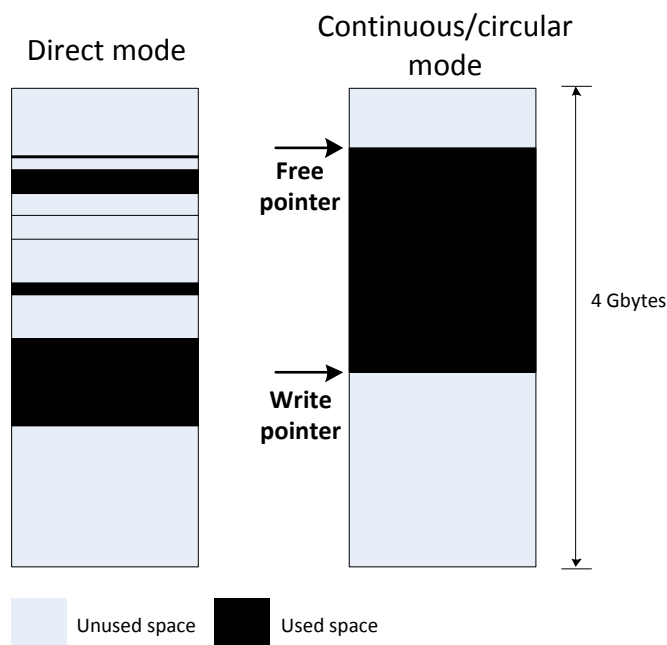 Direct mode
Continuous/circular
mode
Free
pointer
Write
pointer
4 Gbytes
Unused space
Used space